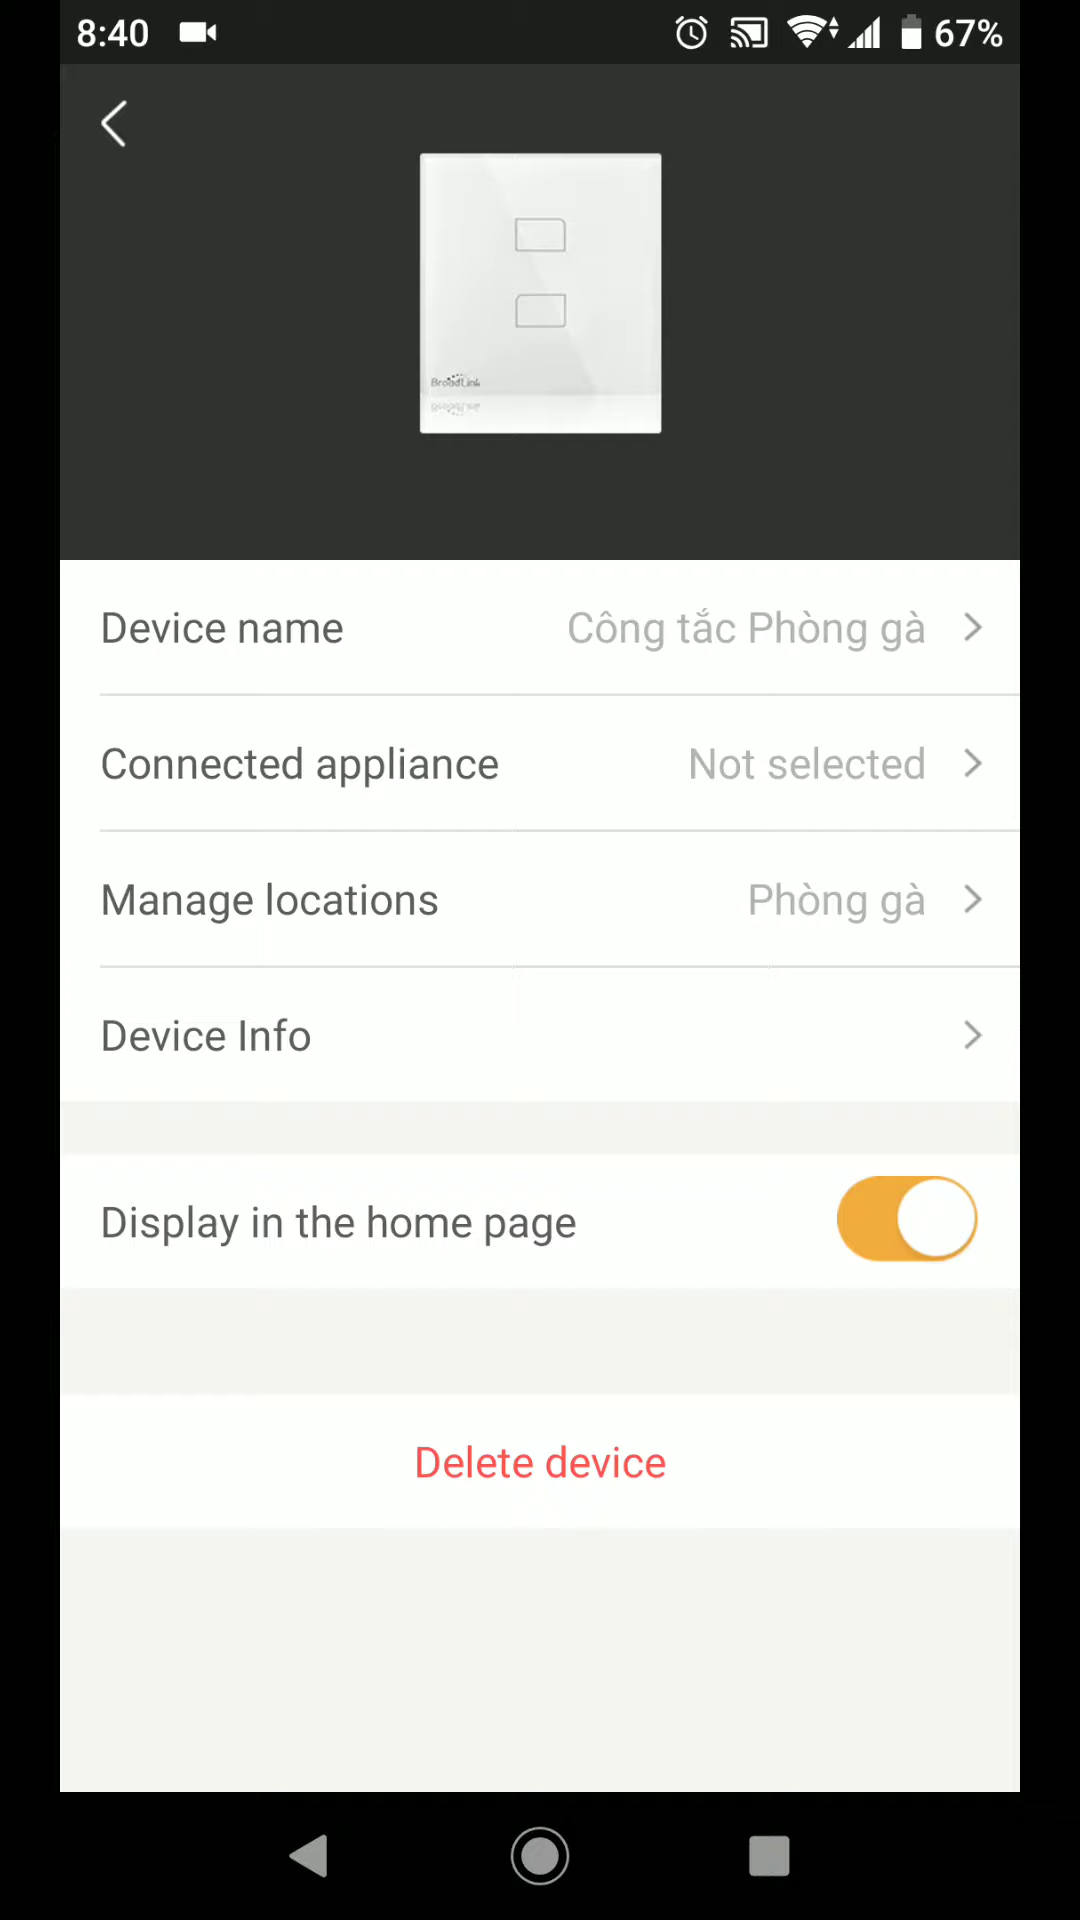 8:40
67%
BroadLink
Device name
Công tắc Phòng gà
Connected appliance
Not selected
Manage locations
Phòng gà
Device Info
Display in the home page
Delete device